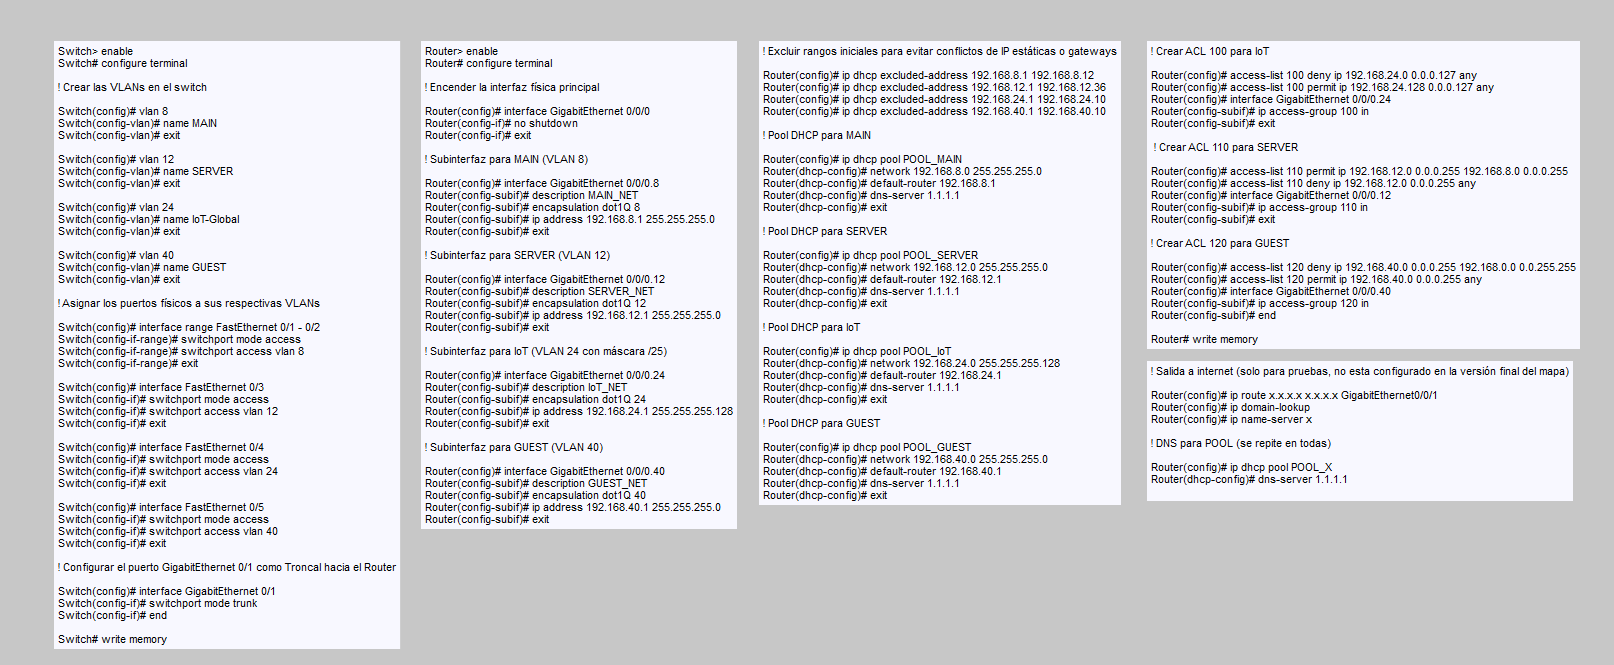 Switch> enable
Switch# configure terminal
! Crear las VLANs en el switch
Switch(config)# vlan 8
Switch(config-vlan)# name MAIN
Switch(config-vlan)# exit
Switch(config)# vlan 12
Switch(config-vlan)# name SERVER
Switch(config-vlan)# exit
Switch(config)# vlan 24
Switch(config-vlan)# name IoT-Global
Switch(config-vlan)# exit
Switch(config)# vlan 40
Switch(config-vlan)# name GUEST
Switch(config-vlan)# exit
! Asignar los puertos físicos a sus respectivas VLANs
Switch(config)# interface range FastEthernet 0/1 - 0/2
Switch(config-if-range)# switchport mode access
Switch(config-if-range)# switchport access vlan 8
Switch(config-if-range)# exit
Switch(config)# interface FastEthernet 0/3
Switch(config-if)# switchport mode access
Switch(config-if)# switchport access vlan 12
Switch(config-if)# exit
Switch(config)# interface FastEthernet 0/4
Switch(config-if)# switchport mode access
Switch(config-if)# switchport access vlan 24
Switch(config-if)# exit
Switch(config)# interface FastEthernet 0/5
Switch(config-if)# switchport mode access
Switch(config-if)# switchport access vlan 40
Switch(config-if)# exit
! Configurar el puerto GigabitEthernet 0/1 como Troncal hacia el Router
Switch(config)# interface GigabitEthernet 0/1
Switch(config-if)# switchport mode trunk
Switch(config-if)# end
Switch# write memory
Router> enable
Router# configure terminal
! Encender la interfaz física principal
Router(config)# interface GigabitEthernet 0/0/0
Router(config-if)# no shutdown
Router(config-if)# exit
! Subinterfaz para MAIN (VLAN 8)
Router(config)# interface GigabitEthernet 0/0/0.8
Router(config-subif)# description MAIN_NET
Router(config-subif)# encapsulation dot1Q 8
Router(config-subif)# ip address 192.168.8.1 255.255.255.0
Router(config-subif)# exit
! Subinterfaz para SERVER (VLAN 12)
Router(config)# interface GigabitEthernet 0/0/0.12
Router(config-subif)# description SERVER_NET
Router(config-subif)# encapsulation dot1Q 12
Router(config-subif)# ip address 192.168.12.1 255.255.255.0
Router(config-subif)# exit
! Subinterfaz para IoT (VLAN 24 con máscara /25)
Router(config)# interface GigabitEthernet 0/0/0.24
Router(config-subif)# description IoT_NET
Router(config-subif)# encapsulation dot1Q 24
Router(config-subif)# ip address 192.168.24.1 255.255.255.128
Router(config-subif)# exit
! Subinterfaz para GUEST (VLAN 40)
Router(config)# interface GigabitEthernet 0/0/0.40
Router(config-subif)# description GUEST_NET
Router(config-subif)# encapsulation dot1Q 40
Router(config-subif)# ip address 192.168.40.1 255.255.255.0
Router(config-subif)# exit
! Excluir rangos iniciales para evitar conflictos de IP estáticas o gateways
Router(config)# ip dhcp excluded-address 192.168.8.1 192.168.8.12
Router(config)# ip dhcp excluded-address 192.168.12.1 192.168.12.36
Router(config)# ip dhcp excluded-address 192.168.24.1 192.168.24.10
Router(config)# ip dhcp excluded-address 192.168.40.1 192.168.40.10
! Pool DHCP para MAIN
Router(config)# ip dhcp pool POOL_MAIN
Router(dhcp-config)# network 192.168.8.0 255.255.255.0
Router(dhcp-config)# default-router 192.168.8.1
Router(dhcp-config)# dns-server 1.1.1.1
Router(dhcp-config)# exit
! Pool DHCP para SERVER
Router(config)# ip dhcp pool POOL_SERVER
Router(dhcp-config)# network 192.168.12.0 255.255.255.0
Router(dhcp-config)# default-router 192.168.12.1
Router(dhcp-config)# dns-server 1.1.1.1
Router(dhcp-config)# exit
! Pool DHCP para IoT
Router(config)# ip dhcp pool POOL_IoT
Router(dhcp-config)# network 192.168.24.0 255.255.255.128
Router(dhcp-config)# default-router 192.168.24.1
Router(dhcp-config)# dns-server 1.1.1.1
Router(dhcp-config)# exit
! Pool DHCP para GUEST
Router(config)# ip dhcp pool POOL_GUEST
Router(dhcp-config)# network 192.168.40.0 255.255.255.0
Router(dhcp-config)# default-router 192.168.40.1
Router(dhcp-config)# dns-server 1.1.1.1
Router(dhcp-config)# exit
! Crear ACL 100 para IoT
Router(config)# access-list 100 deny ip 192.168.24.0 0.0.0.127 any
Router(config)# access-list 100 permit ip 192.168.24.128 0.0.0.127 any
Router(config)# interface GigabitEthernet 0/0/0.24
Router(config-subif)# ip access-group 100 in
Router(config-subif)# exit
! Crear ACL 110 para SERVER
Router(config)# access-list 110 permit ip 192.168.12.0 0.0.0.255 192.168.8.0 0.0.0.255
Router(config)# access-list 110 deny ip 192.168.12.0 0.0.0.255 any
Router(config)# interface GigabitEthernet 0/0/0.12
Router(config-subif)# ip access-group 110 in
Router(config-subif)# exit
! Crear ACL 120 para GUEST
Router(config)# access-list 120 deny ip 192.168.40.0 0.0.0.255 192.168.0.0 0.0.255.255
Router(config)# access-list 120 permit ip 192.168.40.0 0.0.0.255 any
Router(config)# interface GigabitEthernet 0/0/0.40
Router(config-subif)# ip access-group 120 in
Router(config-subif)# end
Router# write memory
! Salida a internet (solo para pruebas, no esta configurado en la versión final del mapa)
Router(config)# ip route x.x.x.x x.x.x.x GigabitEthernet0/0/1
Router(config)# ip domain-lookup
Router(config)# ip name-server x
! DNS para POOL (se repite en todas)
Router(config)# ip dhcp pool POOL_X
Router(dhcp-config)# dns-server 1.1.1.1